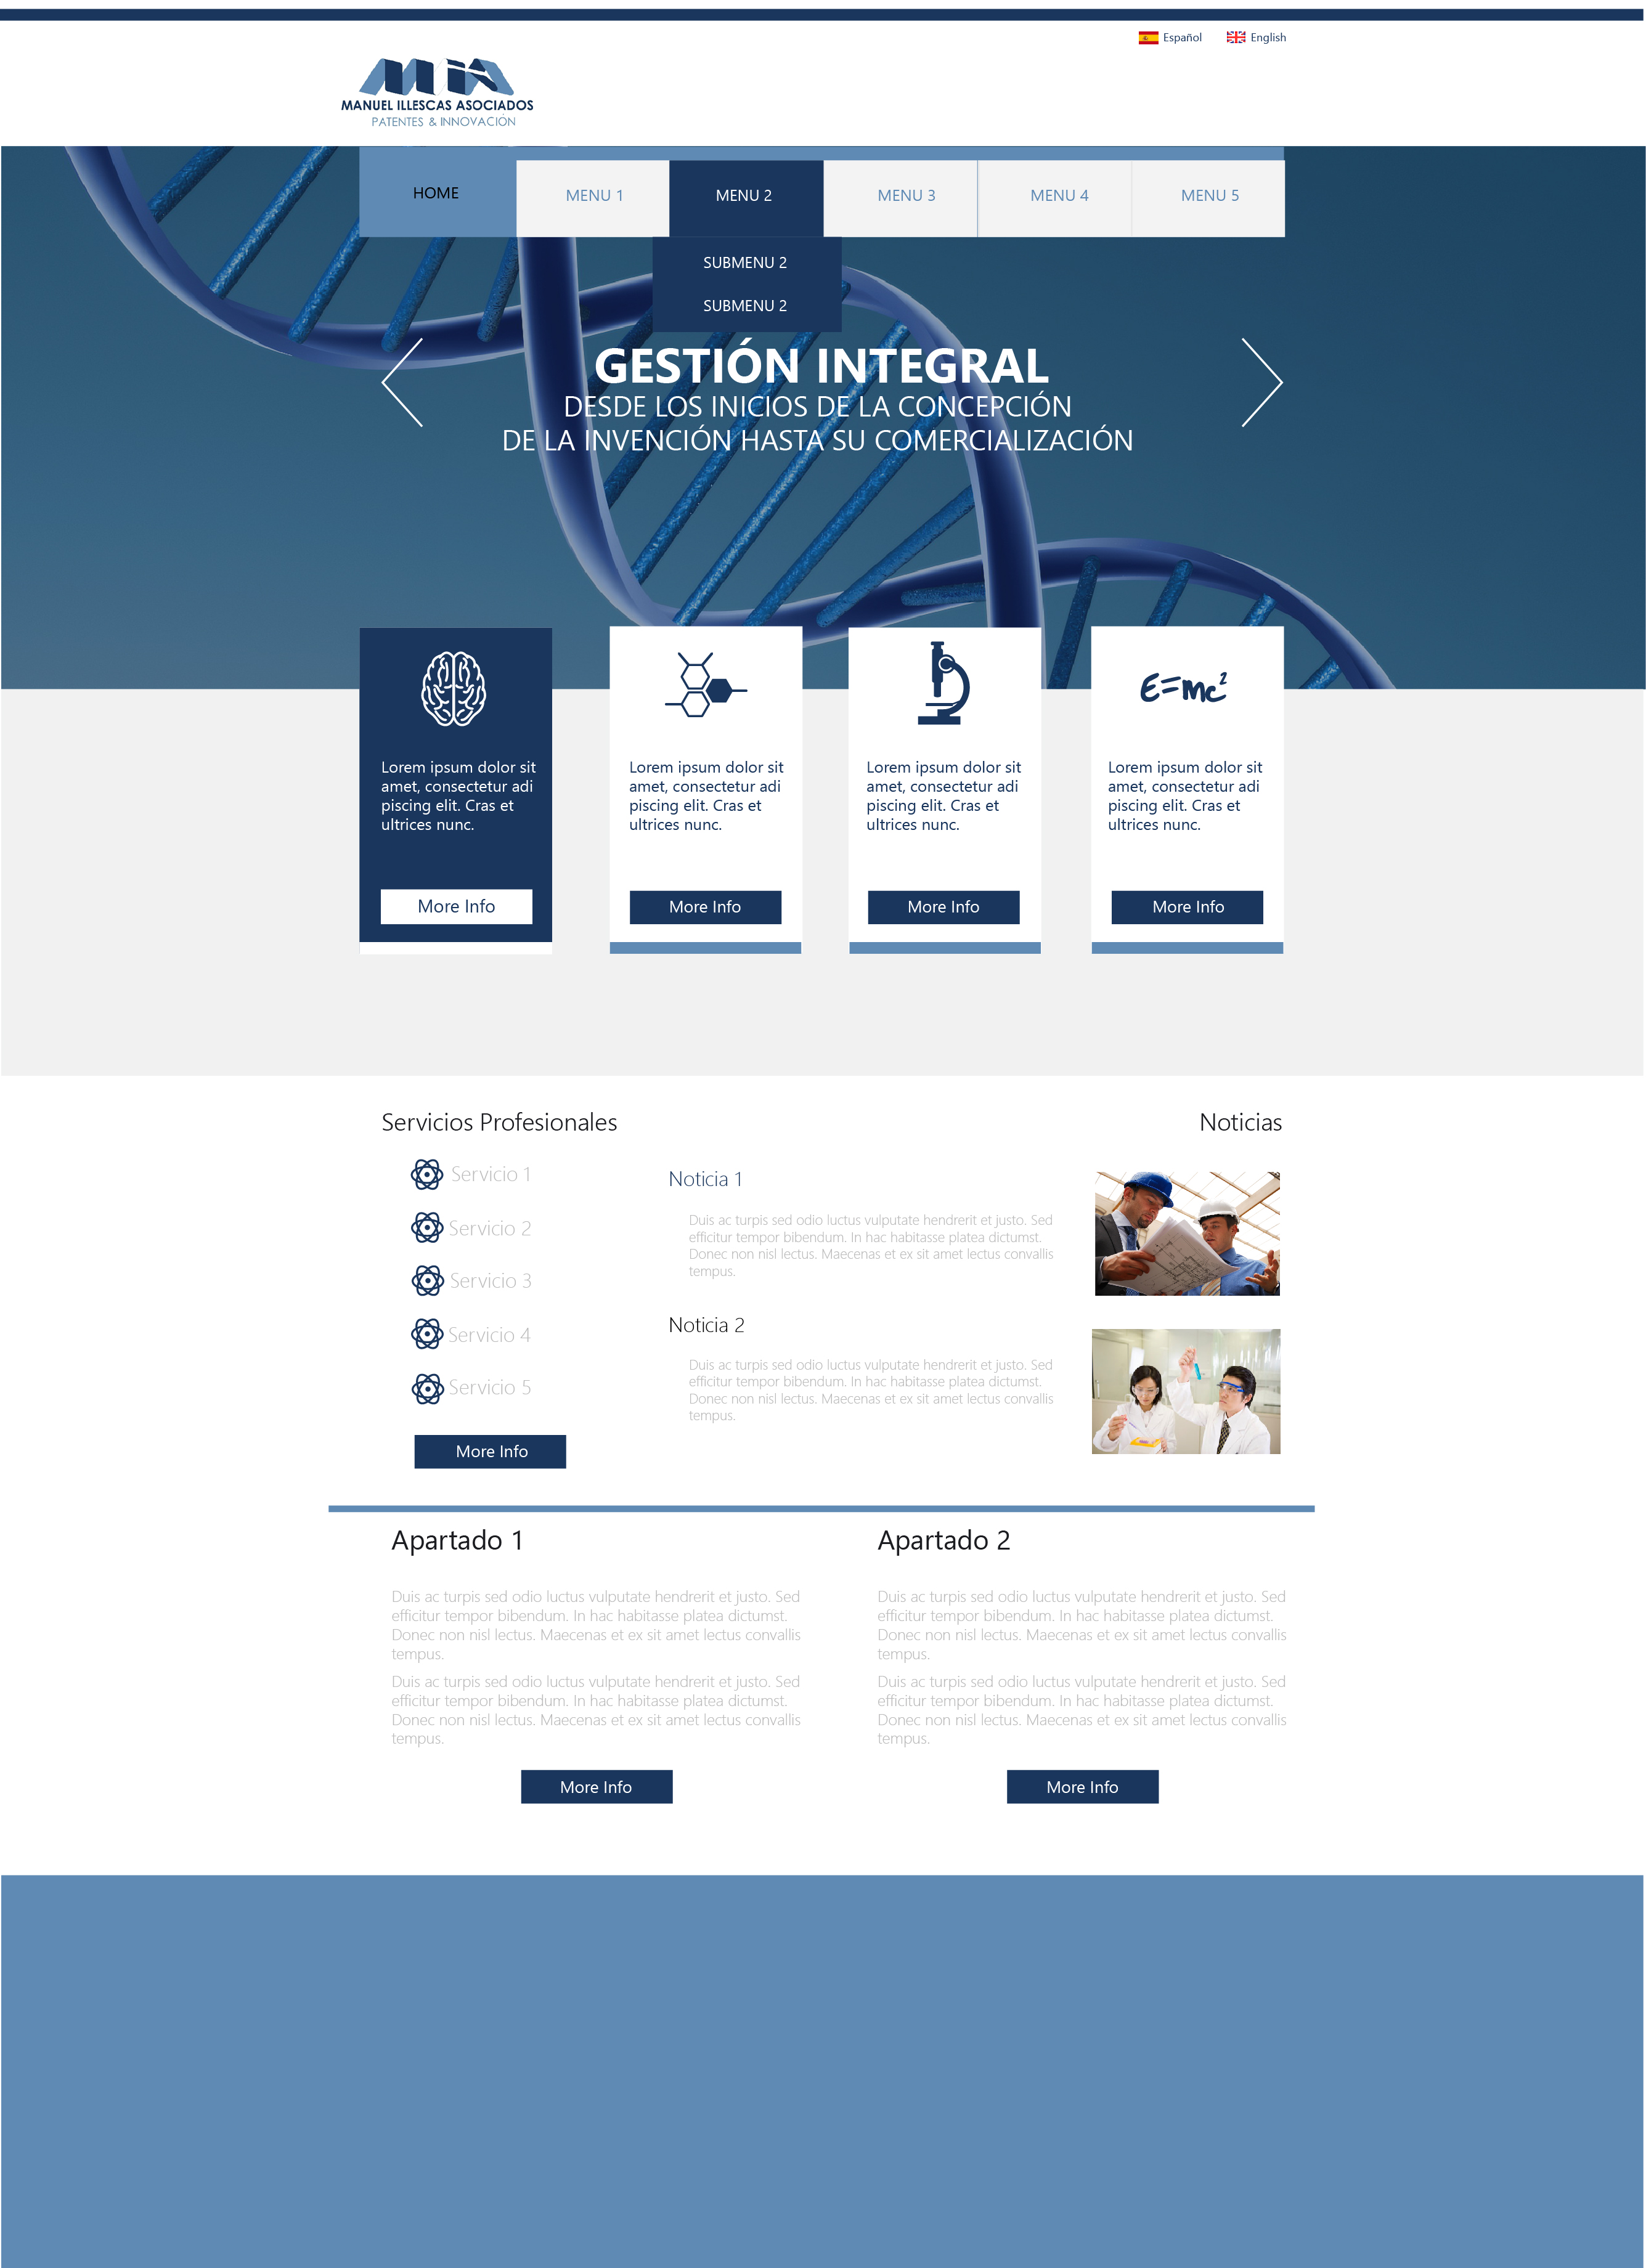 Español
English
MiA
MANUEL ILLESCAS ASOCIADOS
PATENTES & INNOVACIÓN
HOME
MENU 1
MENU 2
MENU 3
MENU 4
MENU 5
SUBMENU 2
SUBMENU 2
GESTIÓN INTEGRAL
DESDE LOS INICIOS DE LA CONCEPCIÓN
DE LA INVENCIÓN HASTA SU COMERCIALIZACIÓN
Lorem ipsum dolor sit
amet, consectetur adi
piscing elit. Cras et
ultrices nunc.
More Info
Lorem ipsum dolor sit
amet, consectetur adi
piscing elit. Cras et
ultrices nunc.
More Info
Lorem ipsum dolor sit
amet, consectetur adi
piscing elit. Cras et
ultrices nunc.
More Info
E=mc²
Lorem ipsum dolor sit
amet, consectetur adi
piscing elit. Cras et
ultrices nunc.
More Info
Servicios Profesionales
Servicio 1
Servicio 2
Servicio 3
Servicio 4
Servicio 5
More Info
Noticias
Noticia 1
Duis ac turpis sed odio luctus vulputate hendrerit et justo. Sed
efficitur tempor bibendum. In hac habitasse platea dictumst.
Donec non nisl lectus. Maecenas et ex sit amet lectus convallis
tempus.
Noticia 2
Duis ac turpis sed odio luctus vulputate hendrerit et justo. Sed
efficitur tempor bibendum. In hac habitasse platea dictumst.
Donec non nisl lectus. Maecenas et ex sit amet lectus convallis
tempus.
Apartado 1
Duis ac turpis sed odio luctus vulputate hendrerit et justo. Sed
efficitur tempor bibendum. In hac habitasse platea dictumst.
Donec non nisl lectus. Maecenas et ex sit amet lectus convallis
tempus.
Duis ac turpis sed odio luctus vulputate hendrerit et justo. Sed
efficitur tempor bibendum. In hac habitasse platea dictumst.
Donec non nisl lectus. Maecenas et ex sit amet lectus convallis
tempus.
More Info
Apartado 2
Duis ac turpis sed odio luctus vulputate hendrerit et justo. Sed
efficitur tempor bibendum. In hac habitasse platea dictumst.
Donec non nisl lectus. Maecenas et ex sit amet lectus convallis
tempus.
Duis ac turpis sed odio luctus vulputate hendrerit et justo. Sed
efficitur tempor bibendum. In hac habitasse platea dictumst.
Donec non nisl lectus. Maecenas et ex sit amet lectus convallis
tempus.
More Info